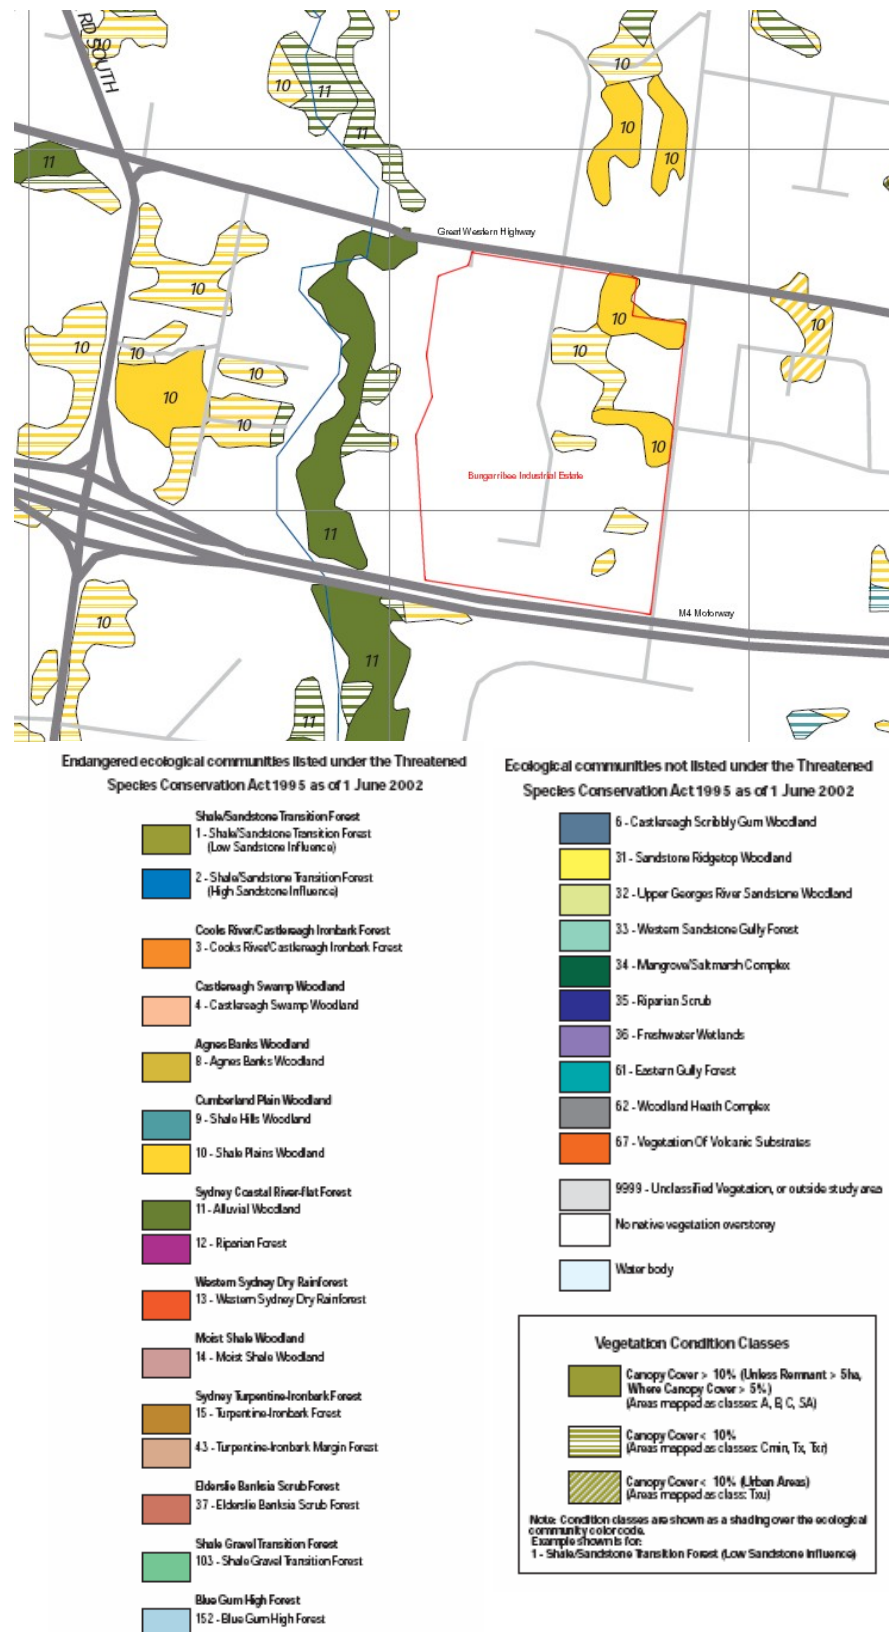 RD SOUTH
10
10
11
11
10
10
10
11
Great Western Highway
10
10
10
10
10
10
10
10
10
10
10
Bungarribee Industrial Estate
11
M4 Motorway
10
11
11
Endangered ecological communities listed under the Threatened
Species Conservation Act 1995 as of 1 June 2002
Shale/Sandstone Transition Forest
1 - Shale/Sandstone Transition Forest
(Low Sandstone Influence)
2 - Shale/Sandstone Transition Forest
(High Sandstone Influence)
Cooks River/Castlereagh Ironbark Forest
3 - Cooks River/Castlereagh Ironbark Forest
Castlereagh Swamp Woodland
4 - Castlereagh Swamp Woodland
Agnes Banks Woodland
8 - Agnes Banks Woodland
Cumberland Plain Woodland
9 - Shale Hills Woodland
10 - Shale Plains Woodland
Sydney Coastal River-flat Forest
11 - Alluvial Woodland
12 - Riparian Forest
Western Sydney Dry Rainforest
13 - Western Sydney Dry Rainforest
Moist Shale Woodland
14 - Moist Shale Woodland
Sydney Turpentine-Ironbark Forest
15 - Turpentine-Ironbark Forest
43 - Turpentine-Ironbark Margin Forest
Elderslie Banksia Scrub Forest
37 - Elderslie Banksia Scrub Forest
Shale Gravel Transition Forest
103 - Shale Gravel Transition Forest
Blue Gum High Forest
152 - Blue Gum High Forest
Ecological communities not listed under the Threatened
Species Conservation Act 1995 as of 1 June 2002
6 - Castlereagh Scribbly Gum Woodland
31 - Sandstone Ridgetop Woodland
32 - Upper Georges River Sandstone Woodland
33 - Western Sandstone Gully Forest
34 - Mangrove/Saltmarsh Complex
35 - Riparian Scrub
36 - Freshwater Wetlands
61 - Eastern Gully Forest
62 - Woodland Heath Complex
67 - Vegetation Of Volcanic Substrates
9999 - Unclassified Vegetation, or outside study area
No native vegetation overstorey
Water body
Vegetation Condition Classes
Canopy Cover > 10% (Unless Remnant > 5ha,
Where Canopy Cover > 5%)
(Areas mapped as classes: A, B, C, SA)
Canopy Cover < 10%
(Areas mapped as classes: Cmin, Tx, Txr)
Canopy Cover < 10% (Urban Areas)
(Areas mapped as class: Txu)
Note: Condition classes are shown as a shading over the ecological
community color code.
Example shown is for:
1 - Shale/Sandstone Transition Forest (Low Sandstone Influence)